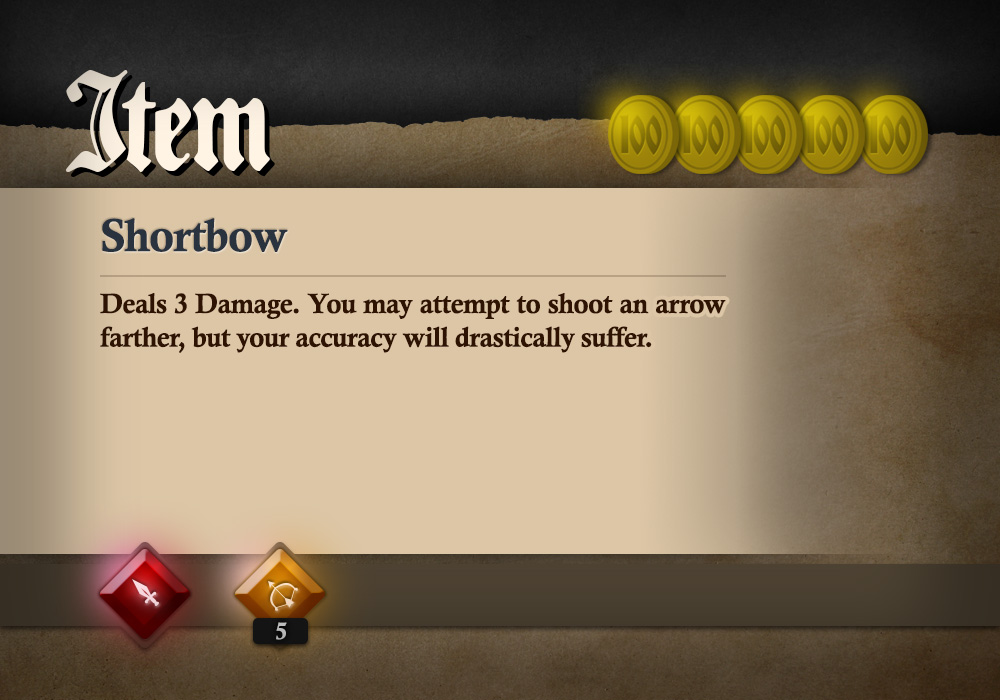 Item
100 100 100 100 100
Shortbow
Deals 3 Damage. You may attempt to shoot an arrow
farther, but your accuracy will drastically suffer.
5